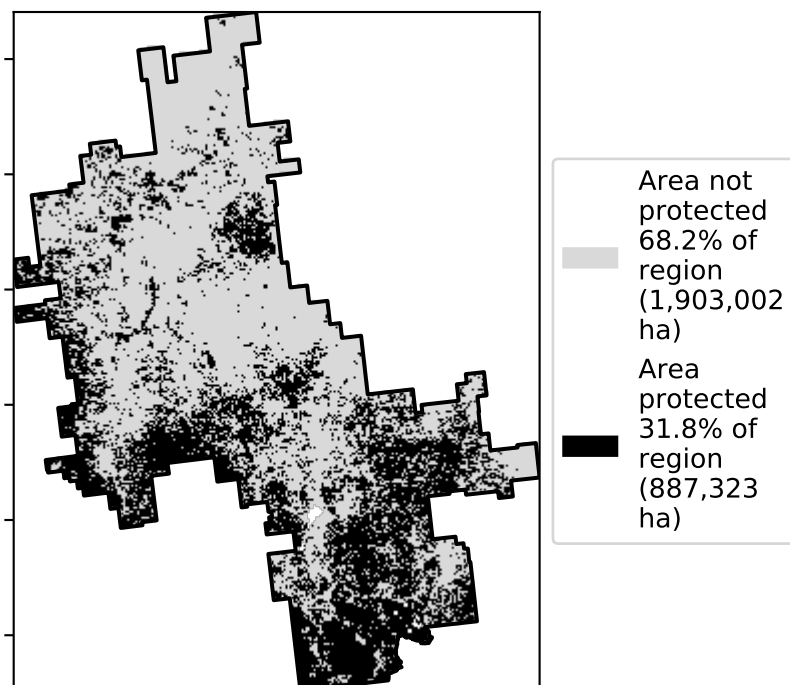 Area not
protected
68.2% of
region
(1,903,002
ha)
Area
protected
31.8% of
region
(887,323
ha)